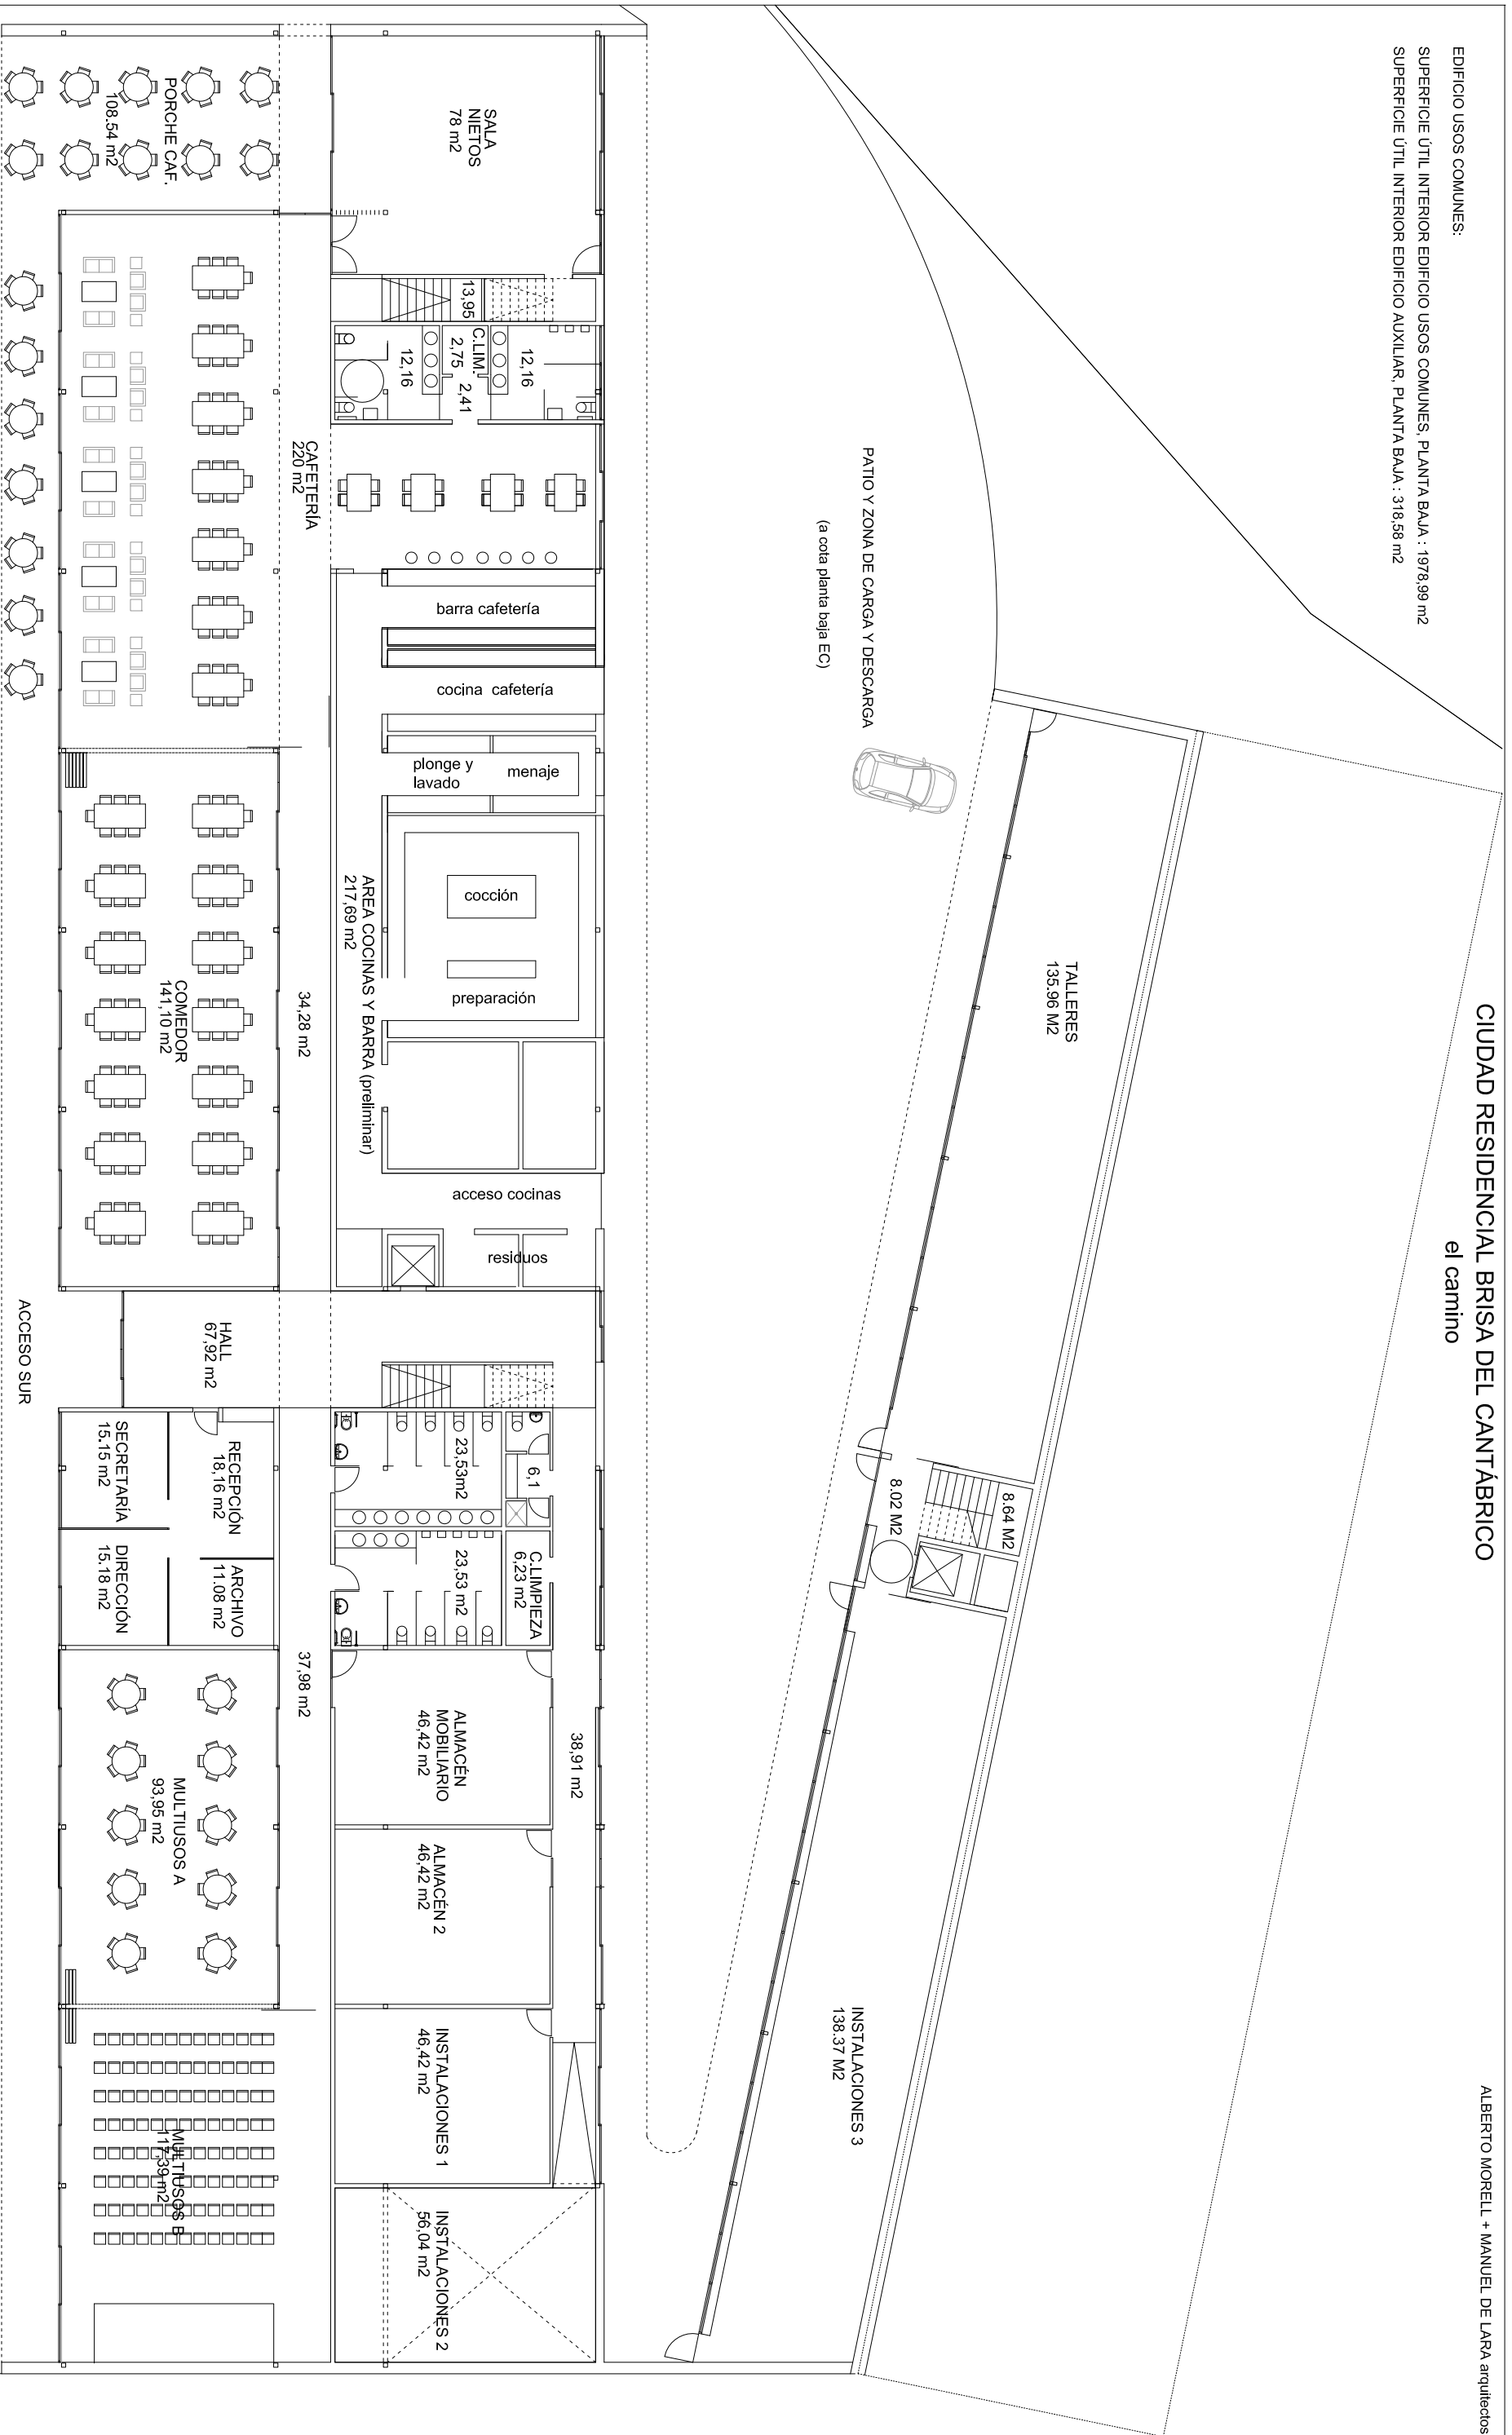 CIUDAD RESIDENCIAL BRISA DEL CANTÁBRICO
el camino
ALBERTO MORELL + MANUEL DE LARA arquitectos
EDIFICIO USOS COMUNES:
SUPERFICIE ÚTIL INTERIOR EDIFICIO USOS COMUNES, PLANTA BAJA : 1978,99 m2
SUPERFICIE ÚTIL INTERIOR EDIFICIO AUXILIAR, PLANTA BAJA : 318,58 m2
TALLERES
135.96 M2
8.64 M2
8.02 M2
INSTALACIONES 3
138.37 M2
PATIO Y ZONA DE CARGA Y DESCARGA
(a cota planta baja EC)
SALA
NIETOS
78 m2
13,95
12,16
C.LIM.
2,75
2,41
12,16
barra cafetería
cocina cafetería
plonge y
lavado
menaje
cocción
preparación
AREA COCINAS Y BARRA (preliminar)
217,69 m2
acceso cocinas
residuos
6,1
23,53m2
C.LIMPIEZA
6,23 m2
23,53 m2
38,91 m2
ALMACÉN
MOBILIARIO
46,42 m2
ALMACÉN 2
46,42 m2
INSTALACIONES 1
46,42 m2
INSTALACIONES 2
56,04 m2
CAFETERÍA
220 m2
34,28 m2
37,98 m2
PORCHE CAF.
108.54 m2
COMEDOR
141,10 m2
HALL
67,92 m2
RECEPCIÓN
18,16 m2
ARCHIVO
11.08 m2
SECRETARÍA
15.15 m2
DIRECCIÓN
15.18 m2
MULTIUSOS A
93,95 m2
MULTIUSOS B
117,39 m2
ACCESO SUR